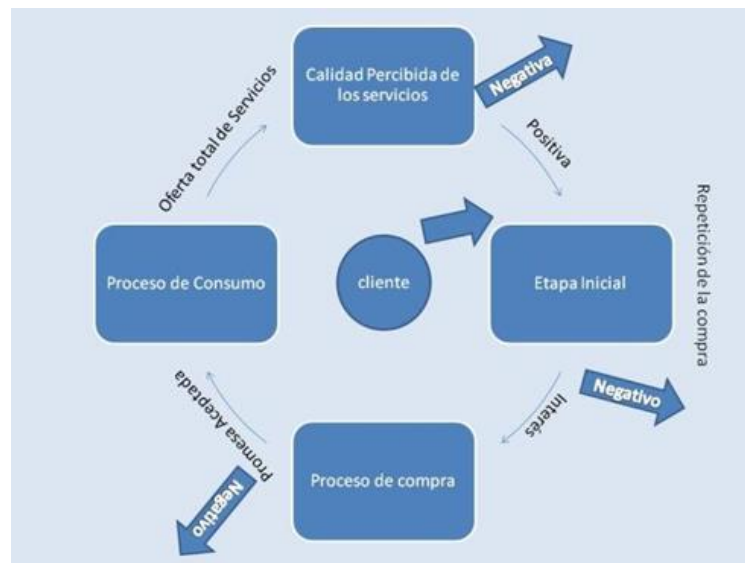 Calidad Percibida de
los servicios
Negativa
Positiva
Oferta total de Servicios
Repetición de la compra
Proceso de Consumo
cliente
Etapa Inicial
Negativo
Interés
Promesa Aceptada
Proceso de compra
Negativo